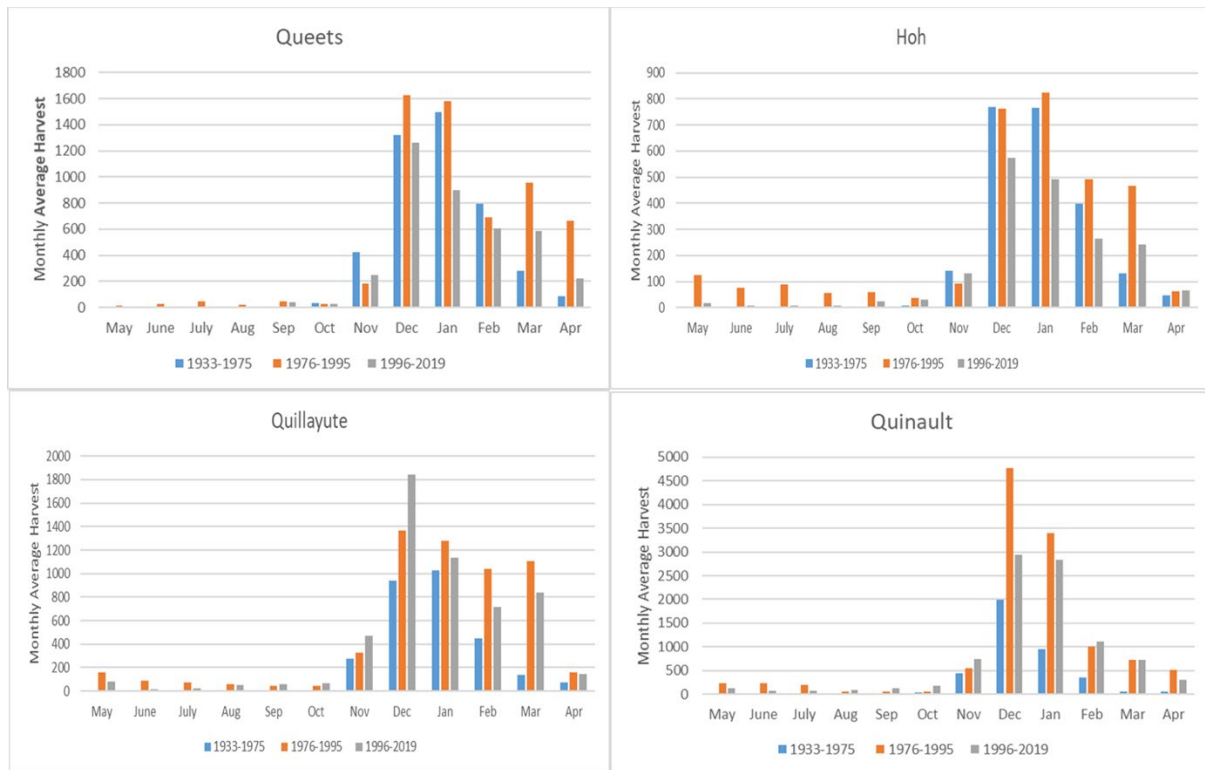 Queets
Monthly Average Harvest
1800
1600
1400
1200
1000
800
600
400
200
0
May June July Aug Sep Oct Nov Dec Jan Feb Mar Apr
1933-1975 1976-1995 1996-2019
Hoh
Monthly Average Harvest
900
800
700
600
500
400
300
200
100
0
May June July Aug Sep Oct Nov Dec Jan Feb Mar Apr
1933-1975 1976-1995 1996-2019
Quillayute
Monthly Average Harvest
2000
1800
1600
1400
1200
1000
800
600
400
200
0
May June July Aug Sep Oct Nov Dec Jan Feb Mar Apr
1933-1975 1976-1995 1996-2019
Quinault
Monthly Average Harvest
5000
4500
4000
3500
3000
2500
2000
1500
1000
500
0
May June July Aug Sep Oct Nov Dec Jan Feb Mar Apr
1933-1975 1976-1995 1996-2019